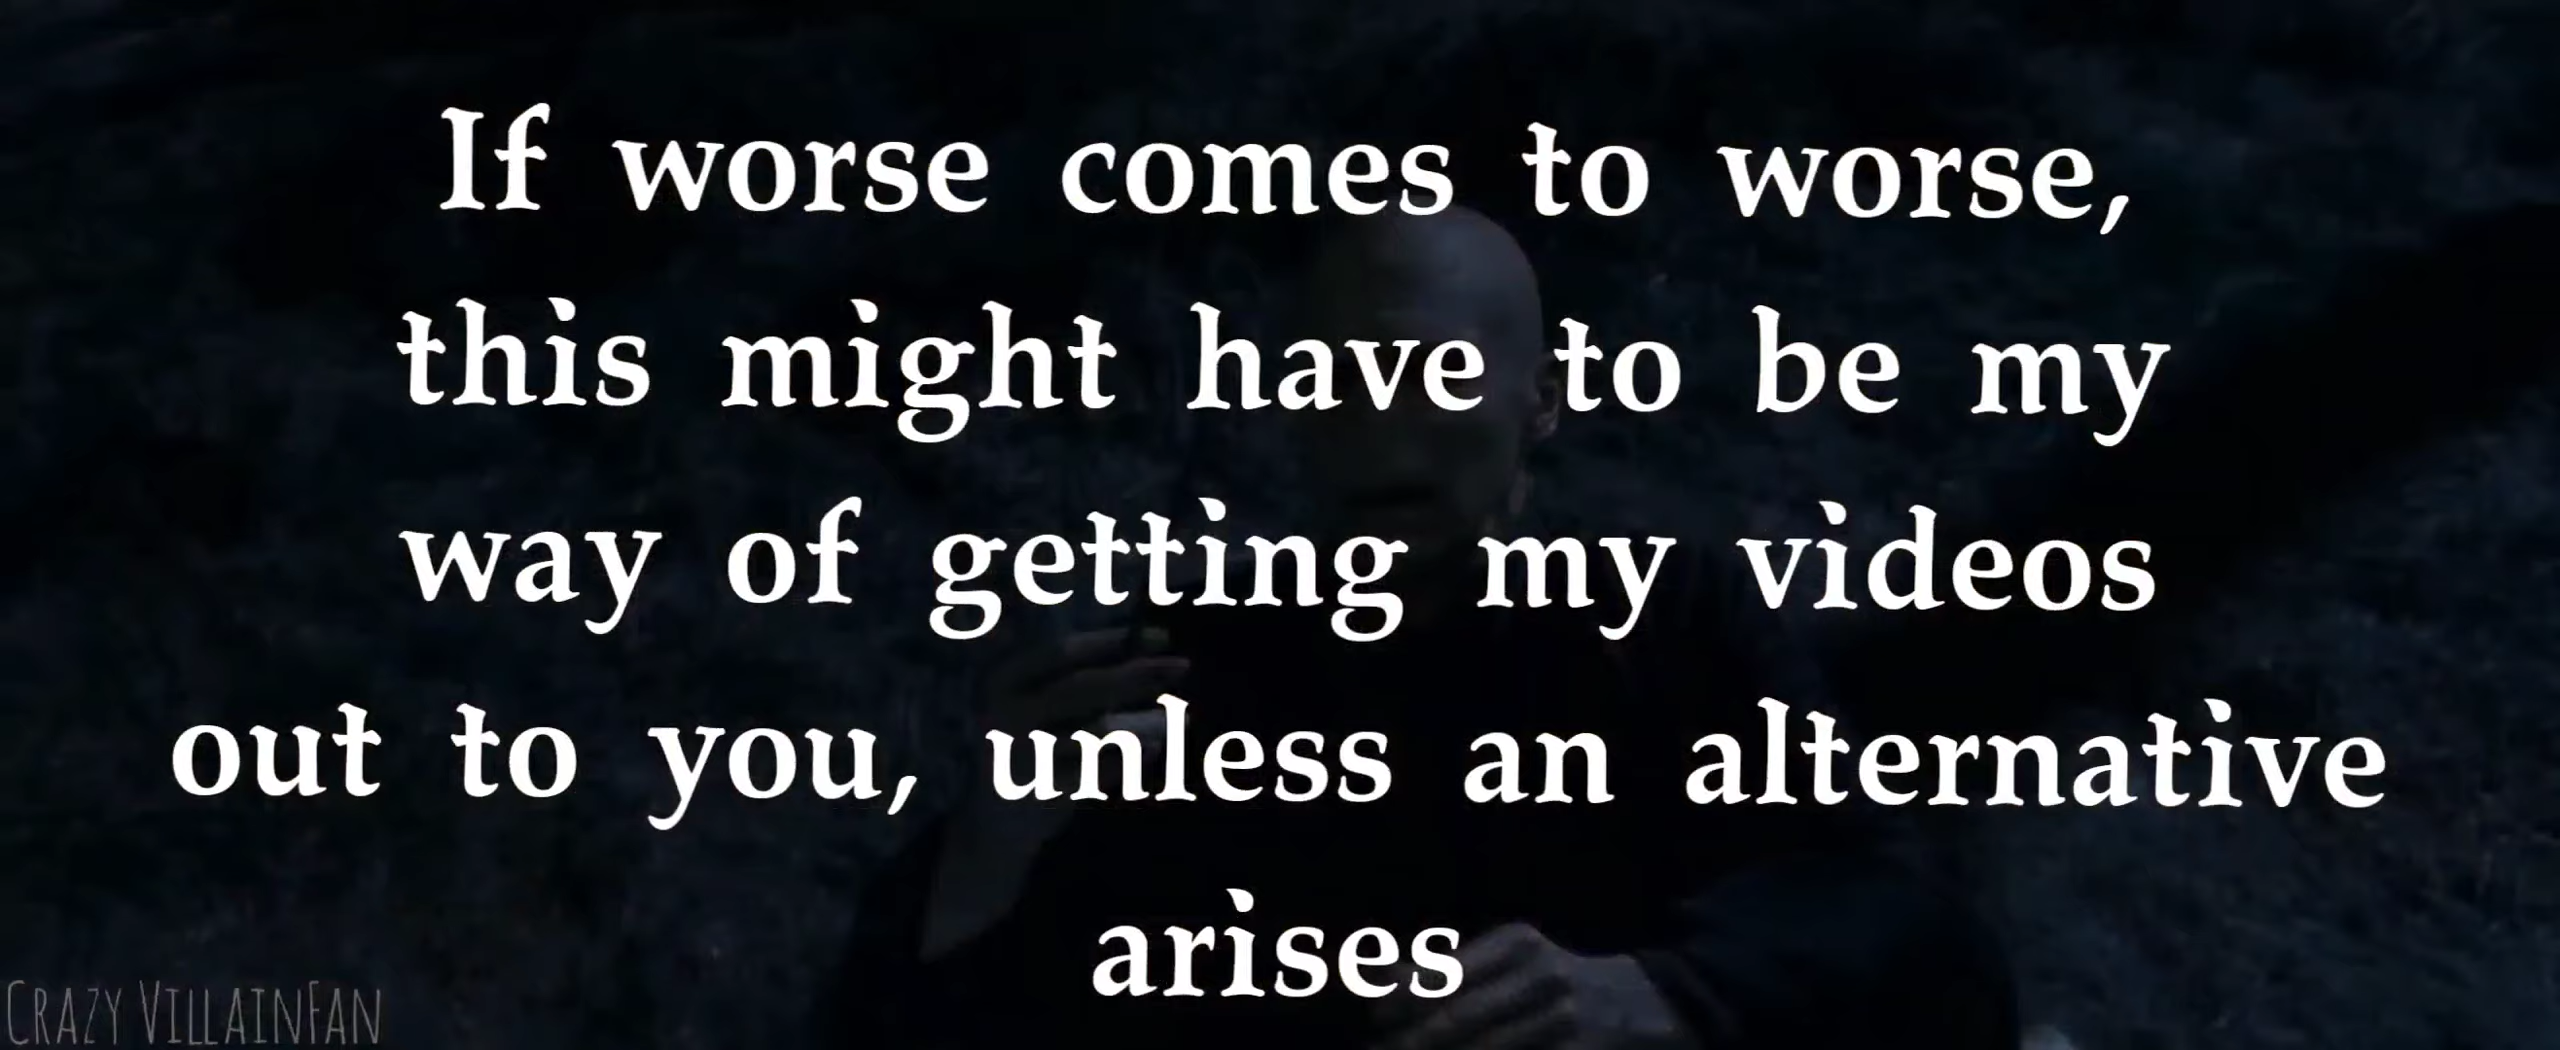 If worse comes to worse,
this might have to be my
way of getting my videos
out to you, unless an alternative
arises
CRAZY VILLAINFAN